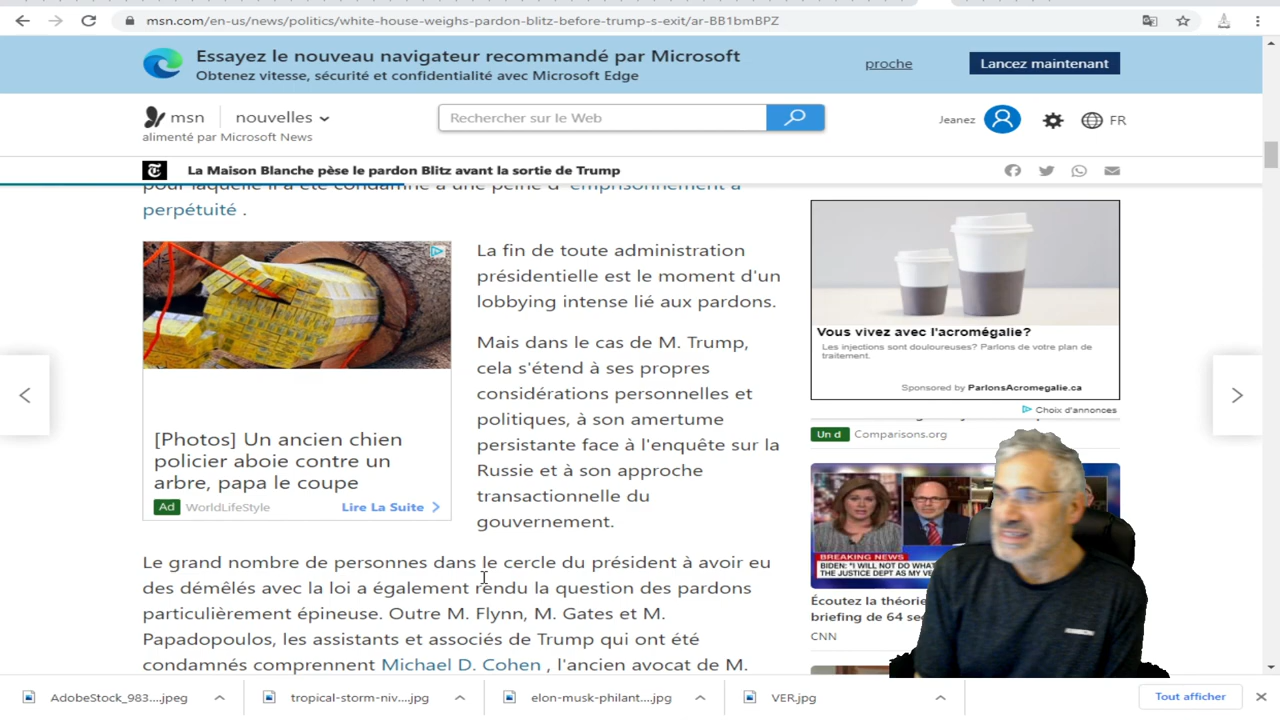 msn.com/en-us/news/politics/white-house-weighs-pardon-blitz-before-trump-s-exit/ar-BB1bmBPZ
Essayez le nouveau navigateur recommandé par Microsoft
Obtenez vitesse, sécurité et confidentialité avec Microsoft Edge
proche
Lancez maintenant
msn
nouvelles
alimenté par Microsoft News
Rechercher sur le Web
Jeanez
FR
La Maison Blanche pèse le pardon Blitz avant la sortie de Trump
pour laquelle il a été condamné à une peine d' emprisonnement à
perpétuité .
La fin de toute administration
présidentielle est le moment d'un
lobbying intense lié aux pardons.
Mais dans le cas de M. Trump,
cela s'étend à ses propres
considérations personnelles et
politiques, à son amertume
persistante face à l'enquête sur la
Russie et à son approche
transactionnelle du
gouvernement.
[Photos] Un ancien chien
policier aboie contre un
arbre, papa le coupe
Ad WorldLifeStyle
Lire La Suite
Le grand nombre de personnes dans le cercle du président à avoir eu
des démêlés avec la loi a également rendu la question des pardons
particulièrement épineuse. Outre M. Flynn, M. Gates et M.
Papadopoulos, les assistants et associés de Trump qui ont été
condamnés comprennent Michael D. Cohen , l'ancien avocat de M.
Vous vivez avec l'acromégalie?
Les injections sont douloureuses? Parlons de votre plan de
traitement.
Sponsored by ParlonsAcromegalie.ca
Choix d'annonces
Un d Comparisons.org
BREAKING NEWS
BIDEN: "I WILL NOT DO WHAT
THE JUSTICE DEPT AS MY VE
Écoutez la théorie
briefing de 64 se
CNN
AdobeStock_983....jpeg
tropical-storm-niv....jpg
elon-musk-philant....jpg
VER.jpg
Tout afficher